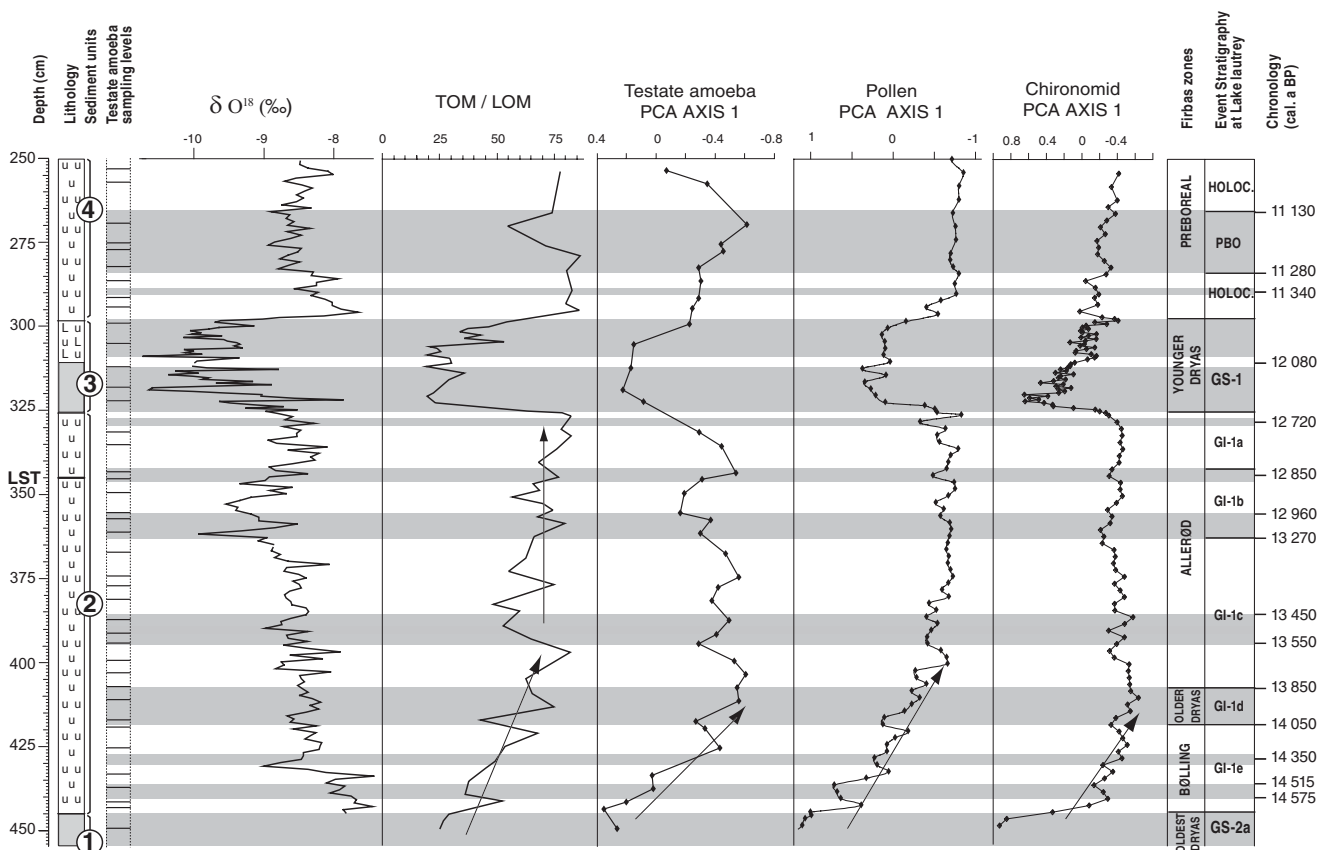 Depth (cm)
Lithology
Sediment units
Testate amoeba
sampling levels
δ O¹⁸ (‰)
TOM / LOM
Testate amoeba
PCA AXIS 1
Pollen
PCA AXIS 1
Chironomid
PCA AXIS 1
Firbas zones
Event Stratigraphy
at Lake lautrey
Chronology
(cal. a BP)
-10 -9 -8
0 25 50 75
0.4 0 -0.4 -0.8
1 0 -1
0.8 0.4 0 -0.4
250
275
300
325
LST
350
375
400
425
450
4
3
2
1
PREBOREAL
YOUNGER
DRYAS
ALLERØD
OLDER
DRYAS
BØLLING
OLDEST
DRYAS
HOLOC.
PBO
HOLOC.
GS-1
GI-1a
GI-1b
GI-1c
GI-1d
GI-1e
GS-2a
11 130
11 280
11 340
12 080
12 720
12 850
12 960
13 270
13 450
13 550
13 850
14 050
14 350
14 515
14 575